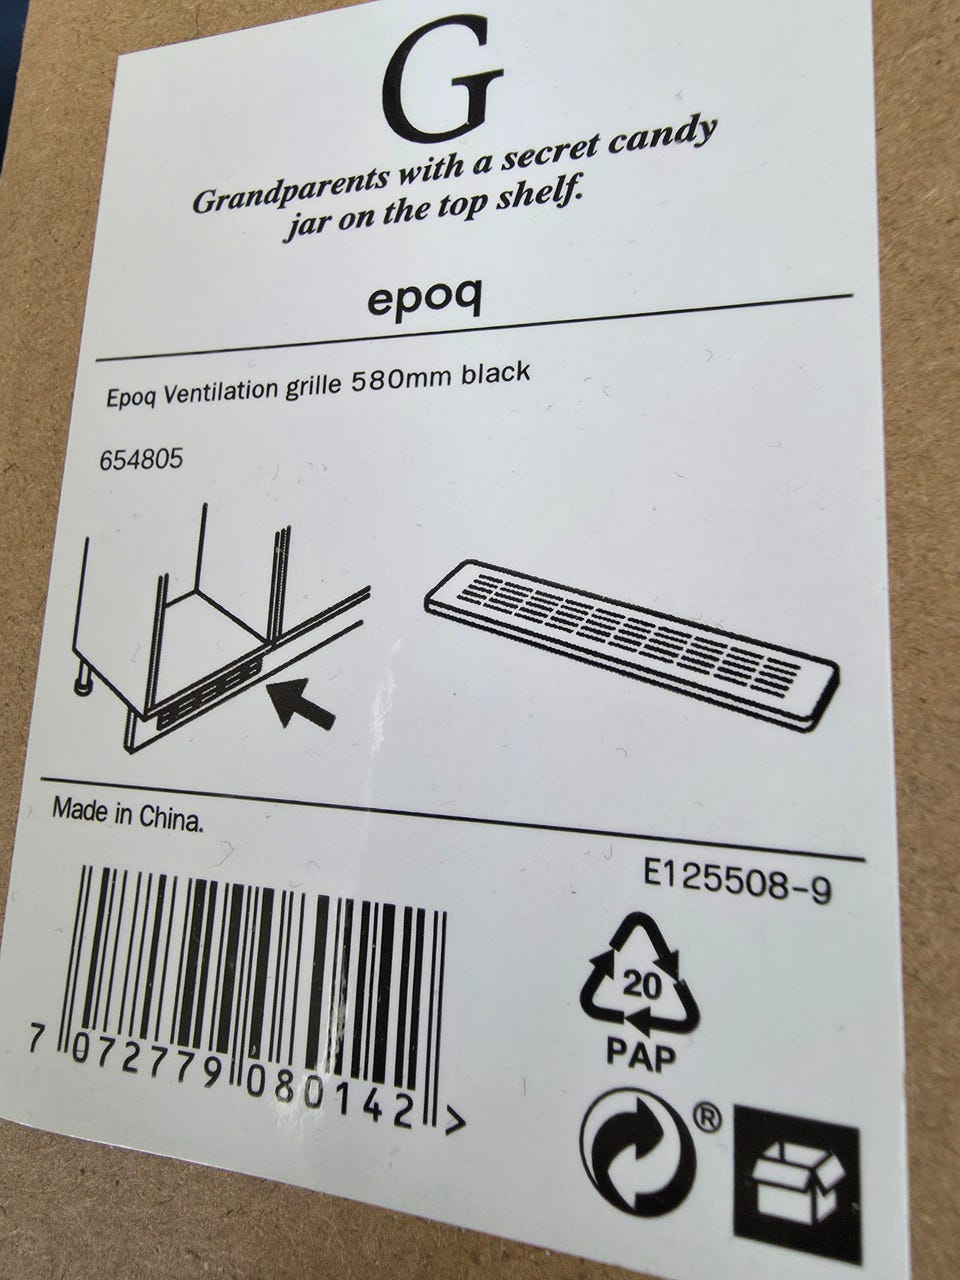 G
Grandparents with a secret candy
jar on the top shelf.
epoq
Epoq Ventilation grille 580mm black
654805
Made in China.
E125508-9
7 072779 080142 >
20
PAP
®